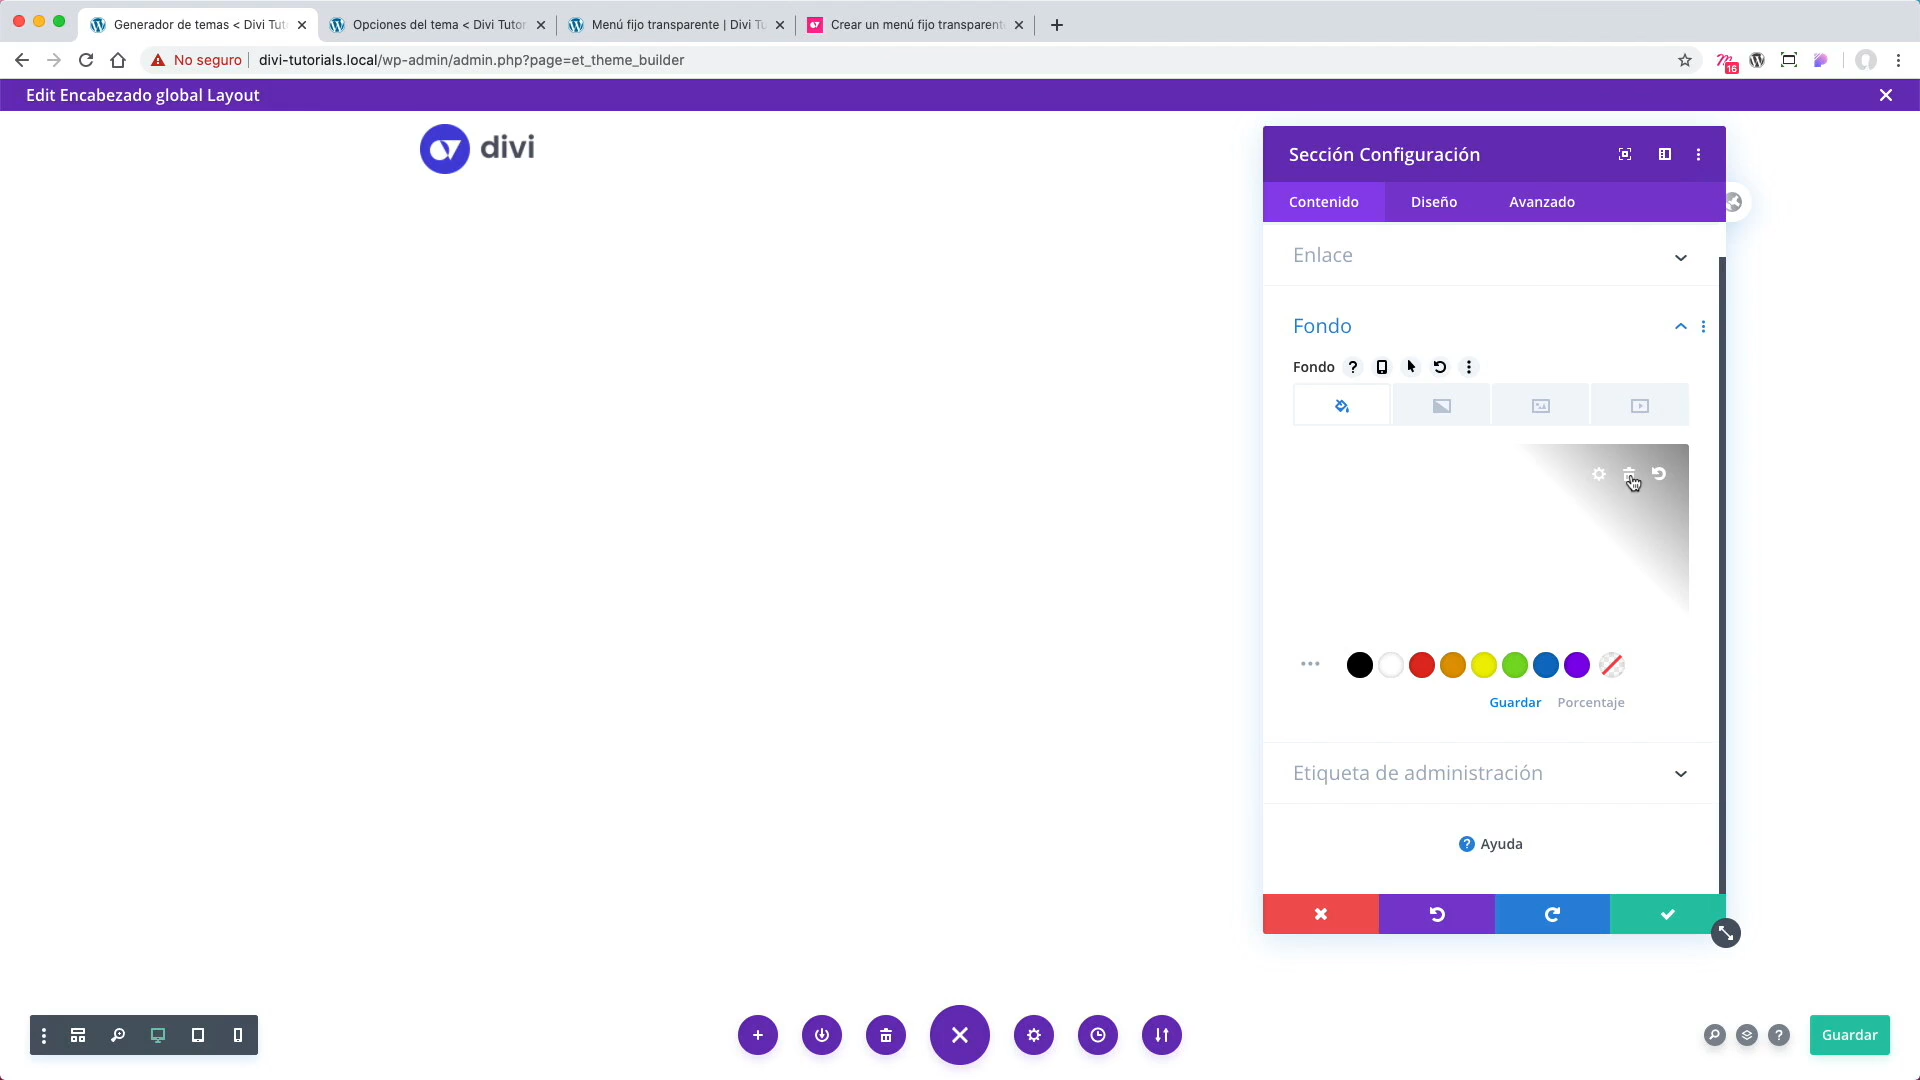 Generador de temas < Divi Tut
Opciones del tema < Divi Tutor
Menú fijo transparente | Divi Tu
Crear un menú fijo transparent
No seguro
divi-tutorials.local/wp-admin/admin.php?page=et_theme_builder
16
Edit Encabezado global Layout
divi
Sección Configuración
Contenido
Diseño
Avanzado
Enlace
Fondo
Fondo
Guardar
Porcentaje
Etiqueta de administración
Ayuda
Guardar